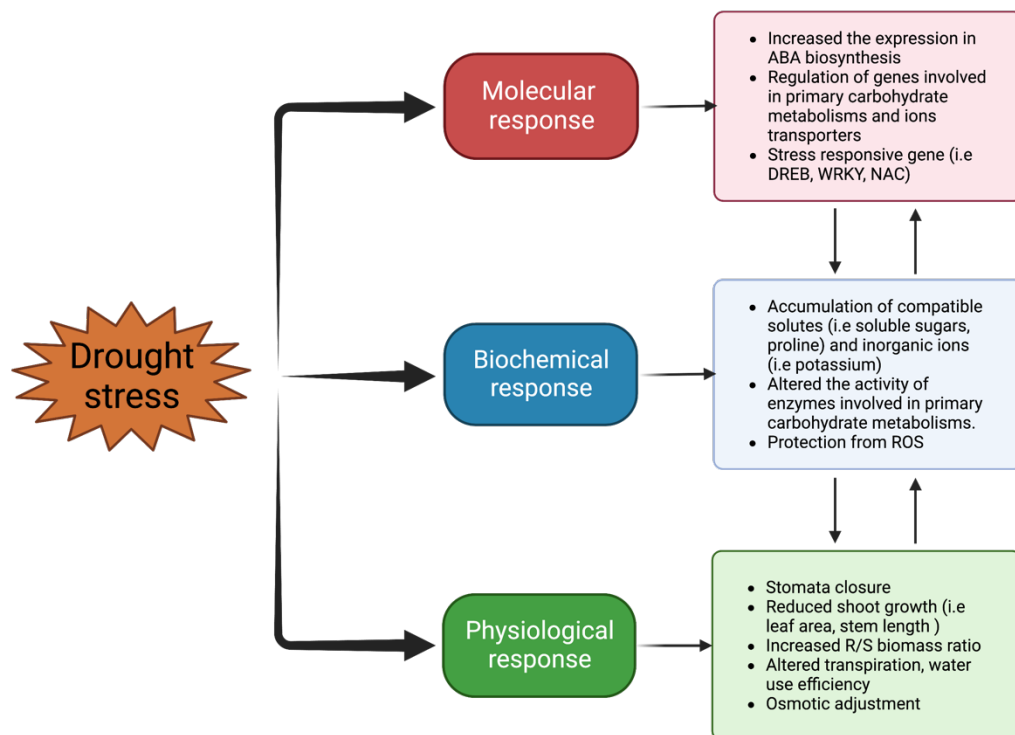 Drought
stress
Molecular
response
• Increased the expression in
ABA biosynthesis
• Regulation of genes involved
in primary carbohydrate
metabolisms and ions
transporters
• Stress responsive gene (i.e
DREB, WRKY, NAC)
Biochemical
response
• Accumulation of compatible
solutes (i.e soluble sugars,
proline) and inorganic ions
(i.e potassium)
• Altered the activity of
enzymes involved in primary
carbohydrate metabolisms.
• Protection from ROS
Physiological
response
• Stomata closure
• Reduced shoot growth (i.e
leaf area, stem length )
• Increased R/S biomass ratio
• Altered transpiration, water
use efficiency
• Osmotic adjustment